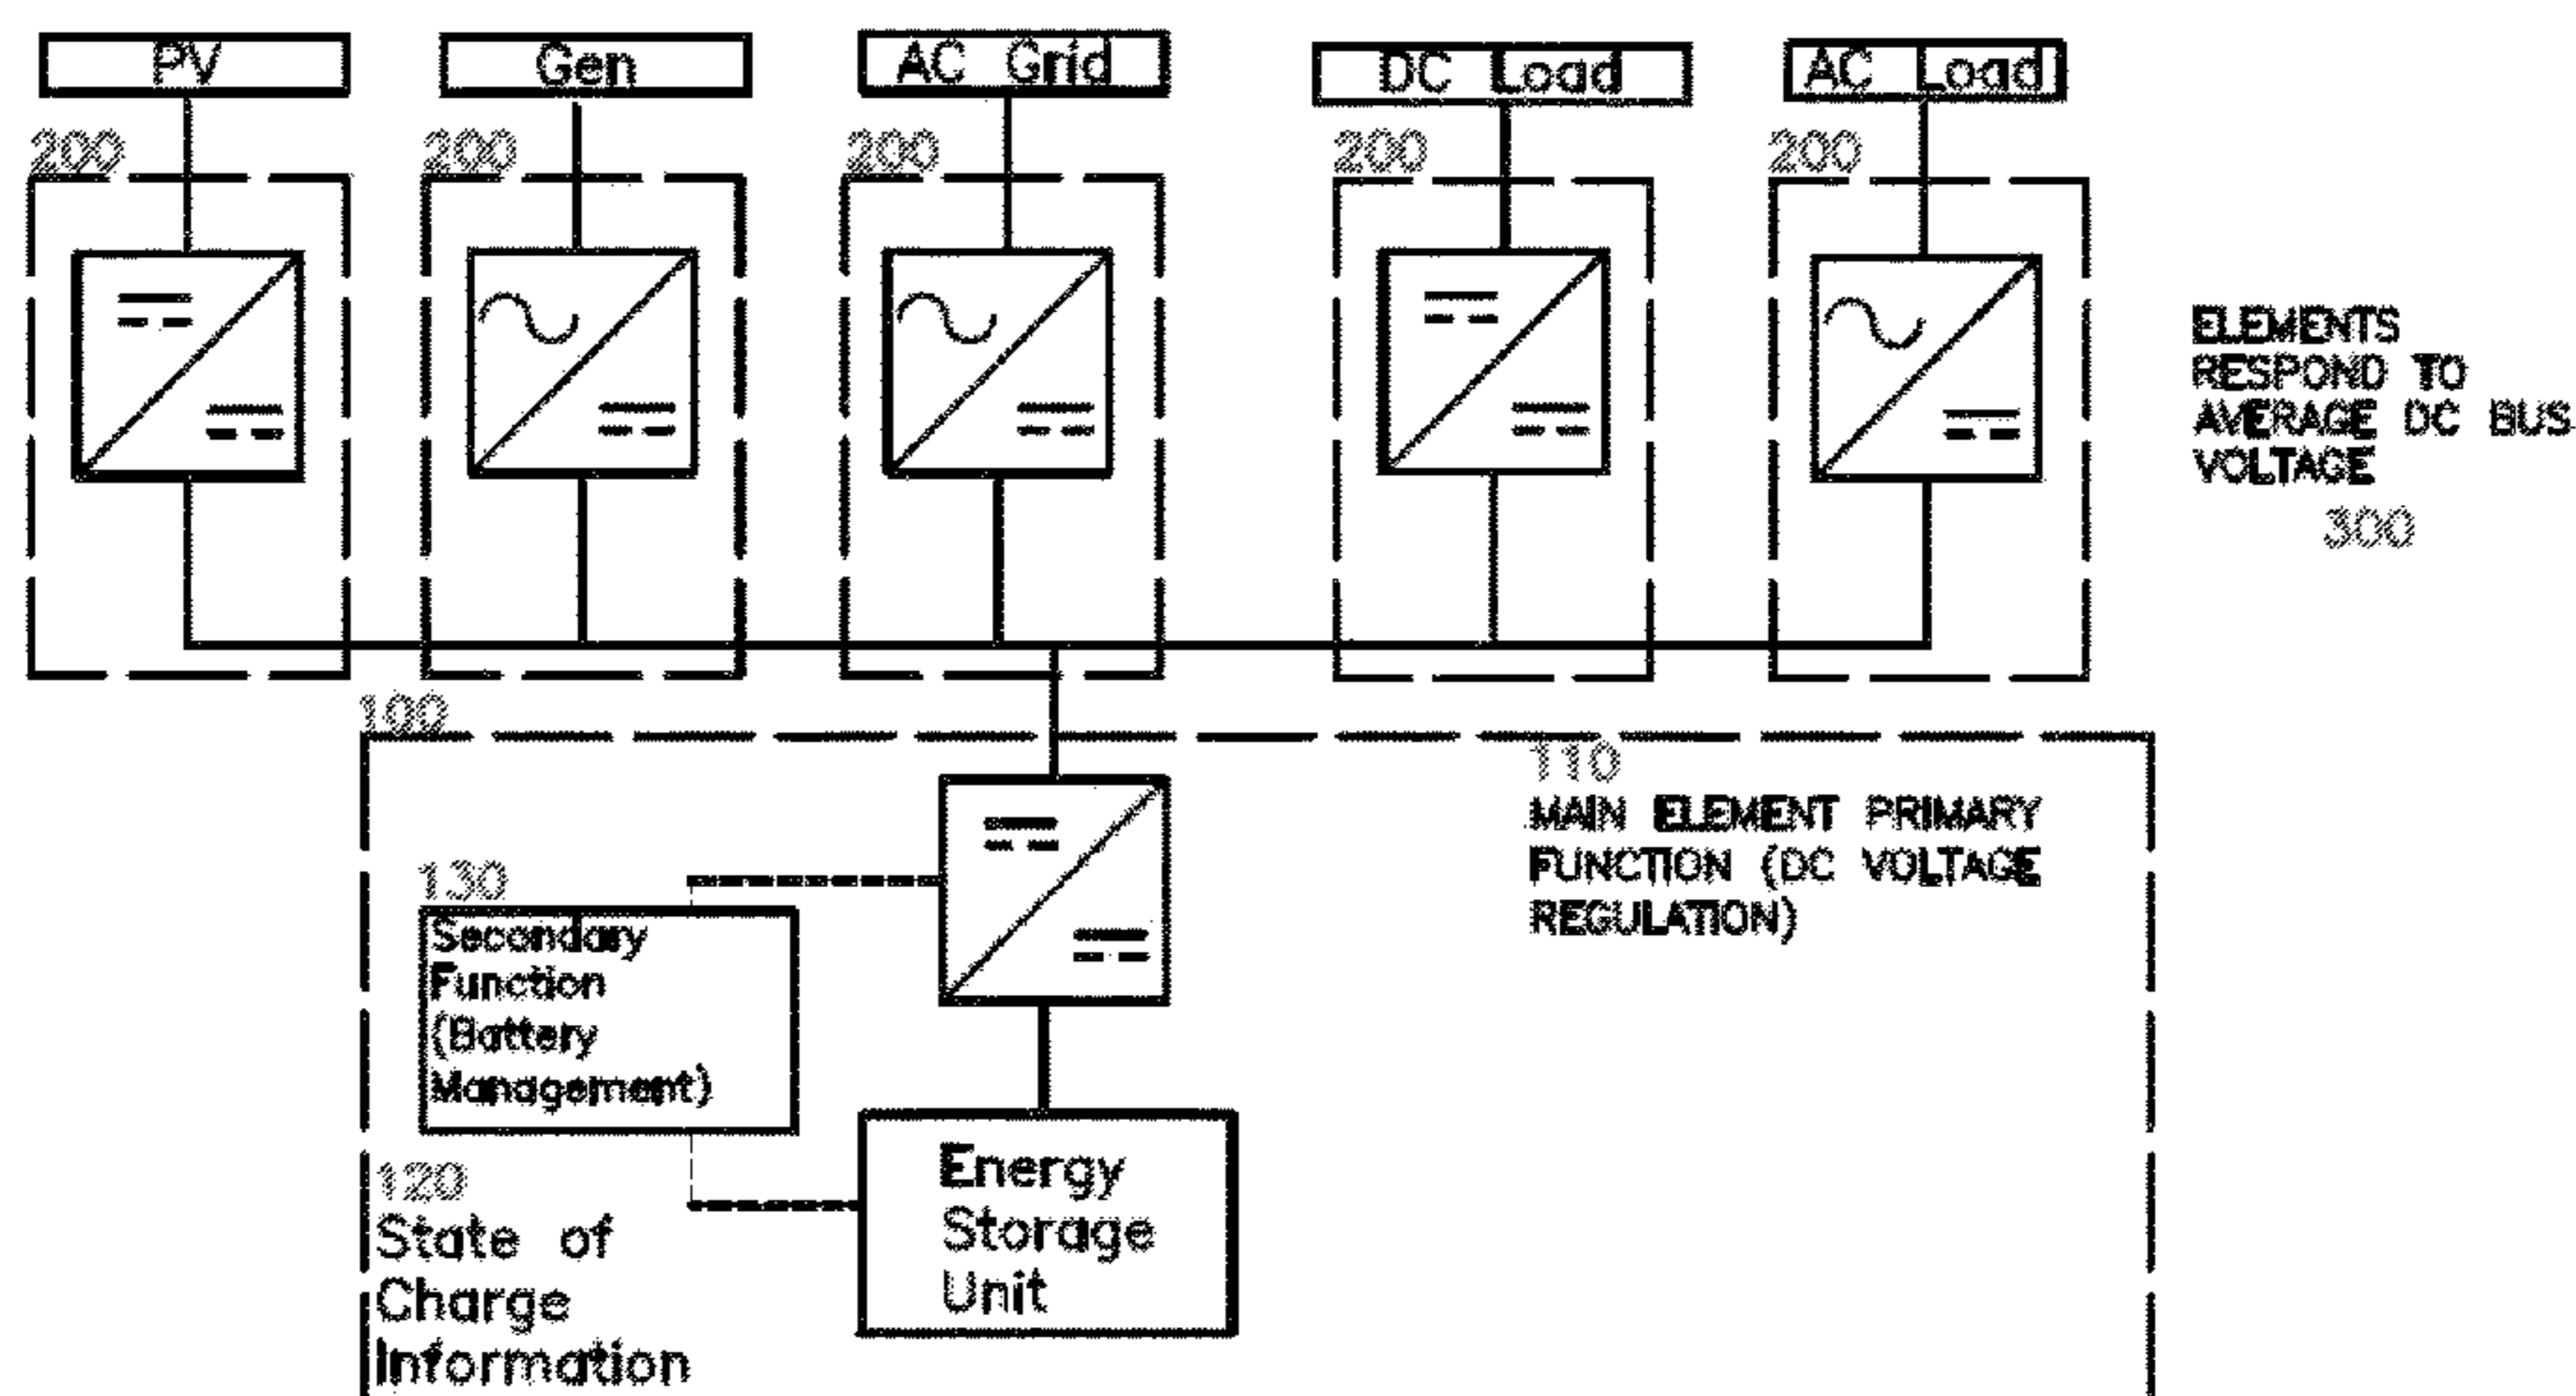 PV
Gen
AC Grid
DC Load
AC Load
200
200
200
200
200
ELEMENTS
RESPOND TO
AVERAGE DC BUS
VOLTAGE
300
100
110
MAIN ELEMENT PRIMARY
FUNCTION (DC VOLTAGE
REGULATION)
130
Secondary
Function
(Battery
Management)
120
State of
Charge
Information
Energy
Storage
Unit